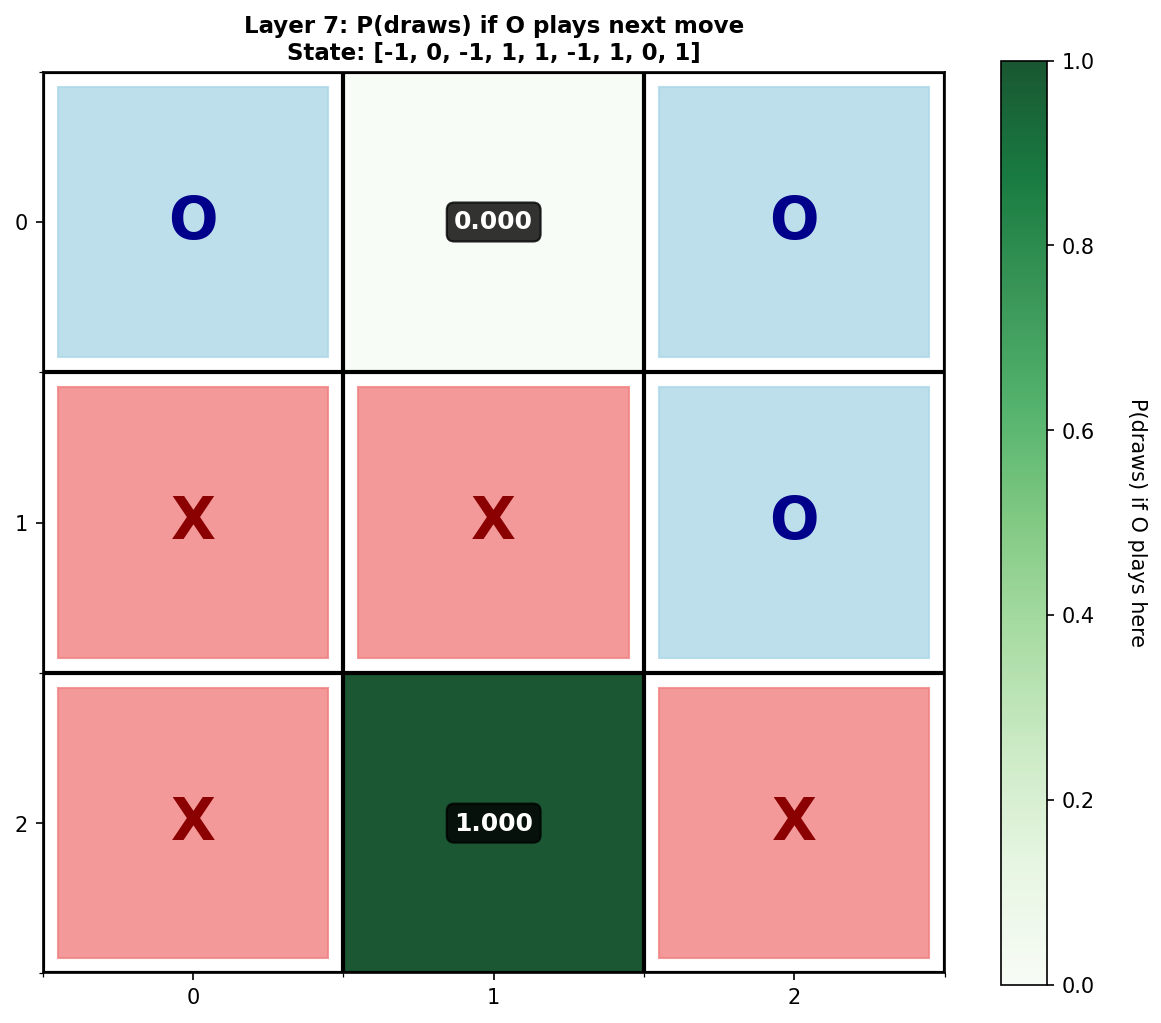 Layer 7: P(draws) if O plays next move
State: [-1, 0, -1, 1, 1, -1, 1, 0, 1]
O
0.000
O
X
X
O
X
1.000
X
0
1
2
0
1
2
1.0
0.8
0.6
0.4
0.2
0.0
P(draws) if O plays here